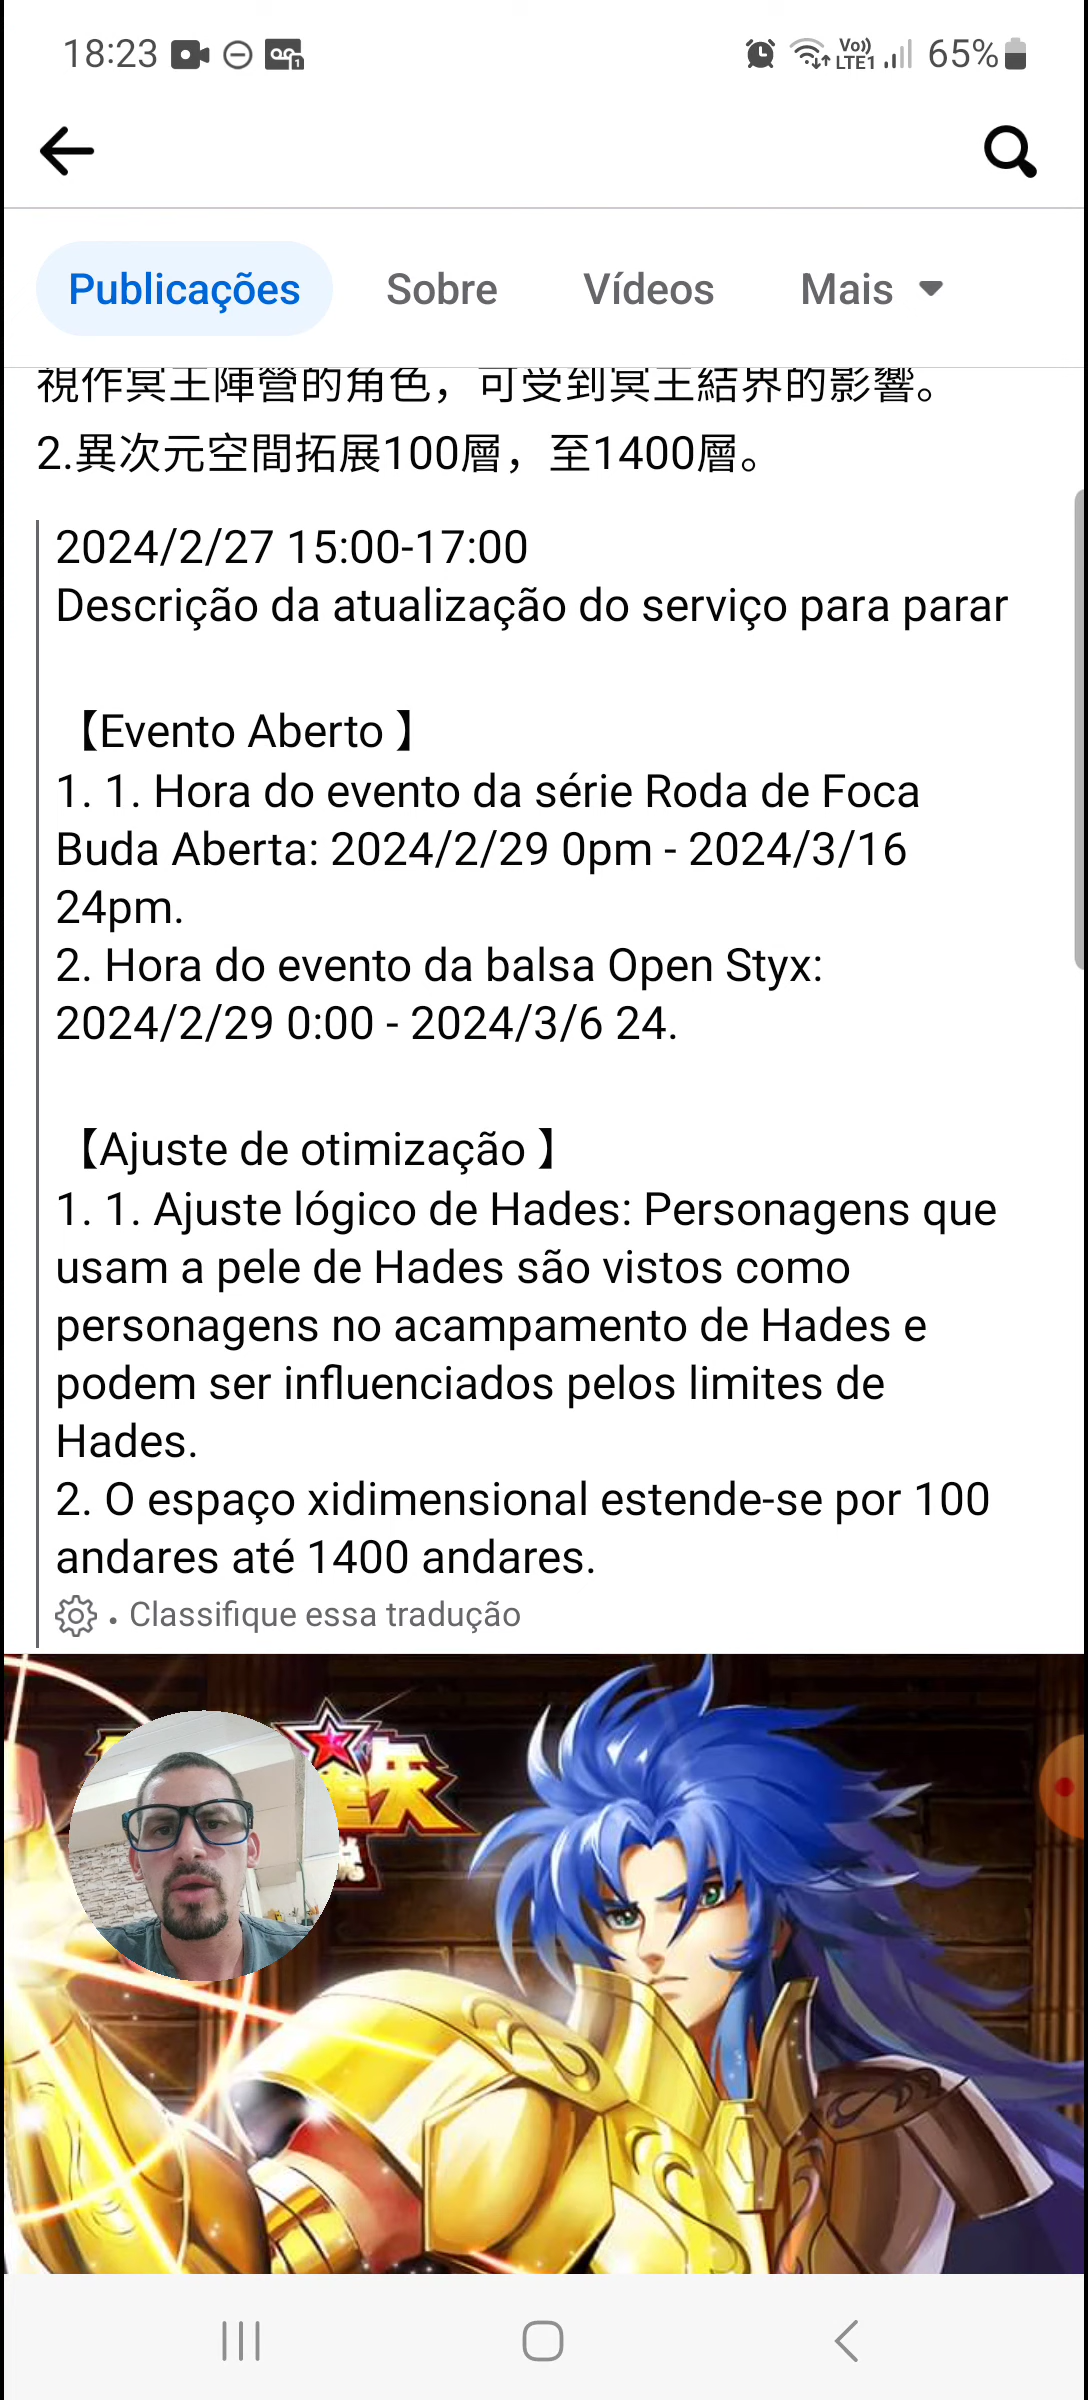 18:23
Vo))
LTE1
65%
Publicações
Sobre
Vídeos
Mais
視作冥王陣營的角色，可受到冥王結界的影響。
2.異次元空間拓展100層，至1400層。
2024/2/27 15:00-17:00
Descrição da atualização do serviço para parar
【Evento Aberto 】
1. 1. Hora do evento da série Roda de Foca
Buda Aberta: 2024/2/29 0pm - 2024/3/16
24pm.
2. Hora do evento da balsa Open Styx:
2024/2/29 0:00 - 2024/3/6 24.
【Ajuste de otimização 】
1. 1. Ajuste lógico de Hades: Personagens que
usam a pele de Hades são vistos como
personagens no acampamento de Hades e
podem ser influenciados pelos limites de
Hades.
2. O espaço xidimensional estende-se por 100
andares até 1400 andares.
Classifique essa tradução
矢